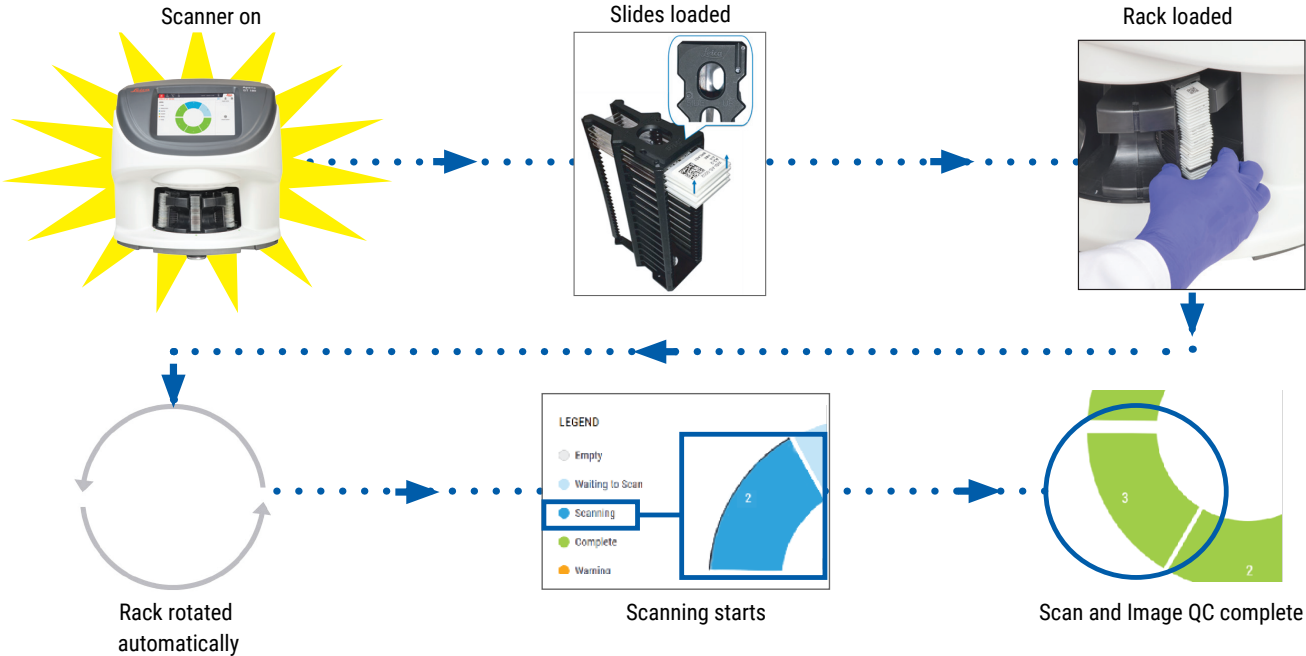 Scanner on
Slides loaded
Rack loaded
LEGEND
Empty
Waiting to Scan
Scanning
Complete
Warning
2
3
2
Rack rotated
automatically
Scanning starts
Scan and Image QC complete